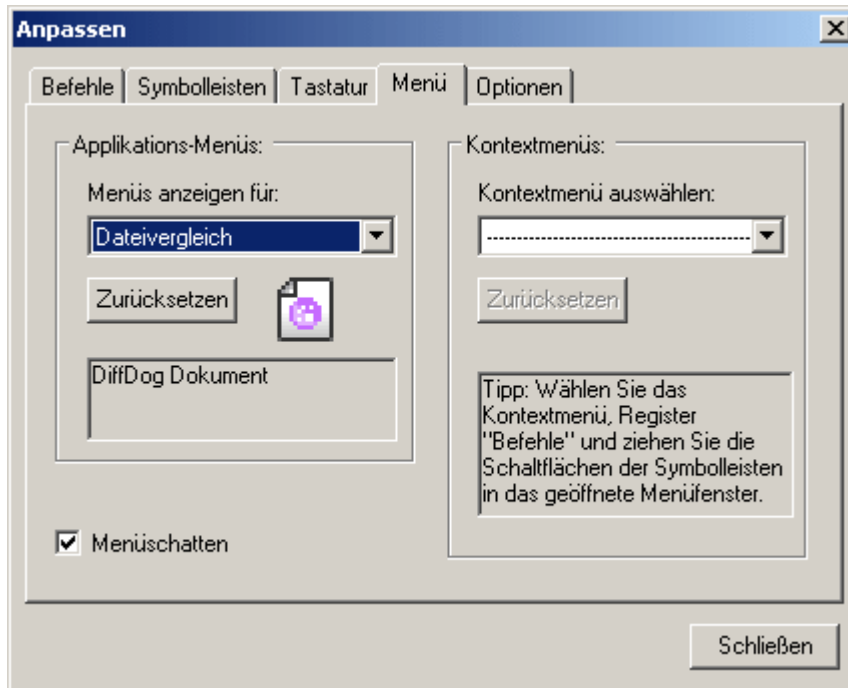 Anpassen
Befehle Symbolleisten Tastatur Menü Optionen
Applikations-Menüs:
Menüs anzeigen für:
Dateivergleich
Zurücksetzen
DiffDog Dokument
Menüschatten
Kontextmenüs:
Kontextmenü auswählen:
-------------------------------------------
Zurücksetzen
Tipp: Wählen Sie das
Kontextmenü, Register
"Befehle" und ziehen Sie die
Schaltflächen der Symbolleisten
in das geöffnete Menüfenster.
Schließen